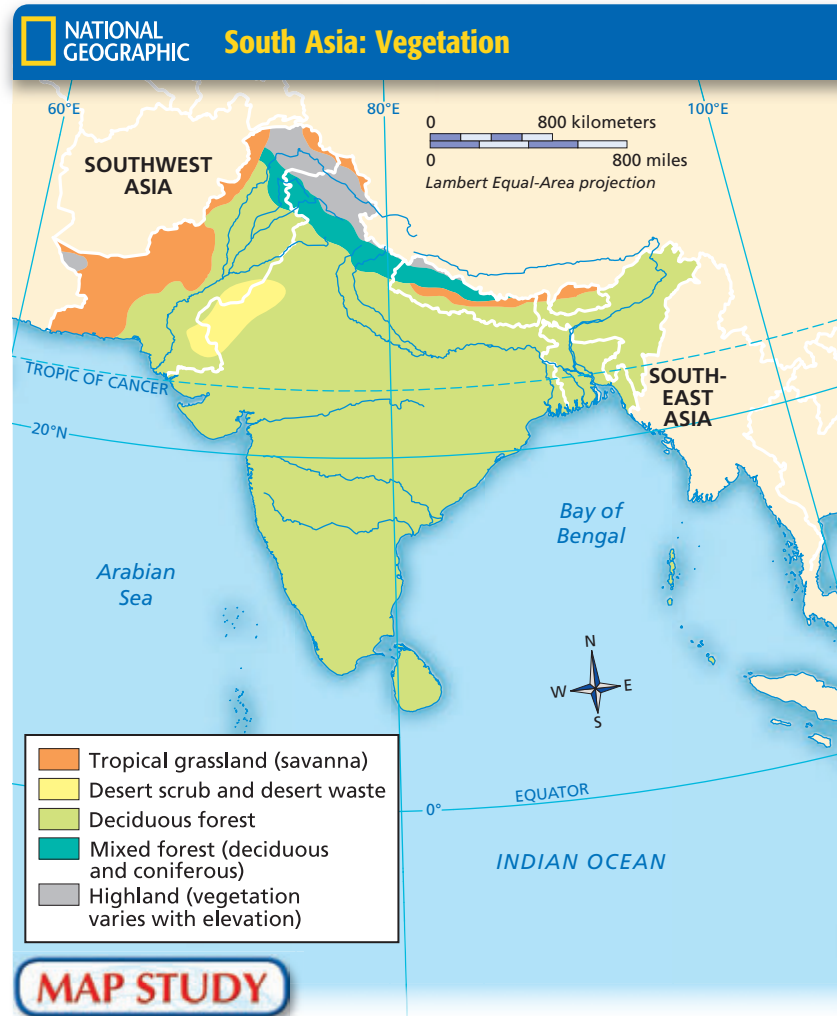 NATIONAL
GEOGRAPHIC
South Asia: Vegetation
60°E
80°E
100°E
0
800 kilometers
0
800 miles
Lambert Equal-Area projection
SOUTHWEST
ASIA
TROPIC OF CANCER
SOUTH-
EAST
ASIA
20°N
Bay of
Bengal
Arabian
Sea
N
W
E
S
Tropical grassland (savanna)
Desert scrub and desert waste
Deciduous forest
Mixed forest (deciduous
and coniferous)
Highland (vegetation
varies with elevation)
EQUATOR
0°
INDIAN OCEAN
MAP STUDY